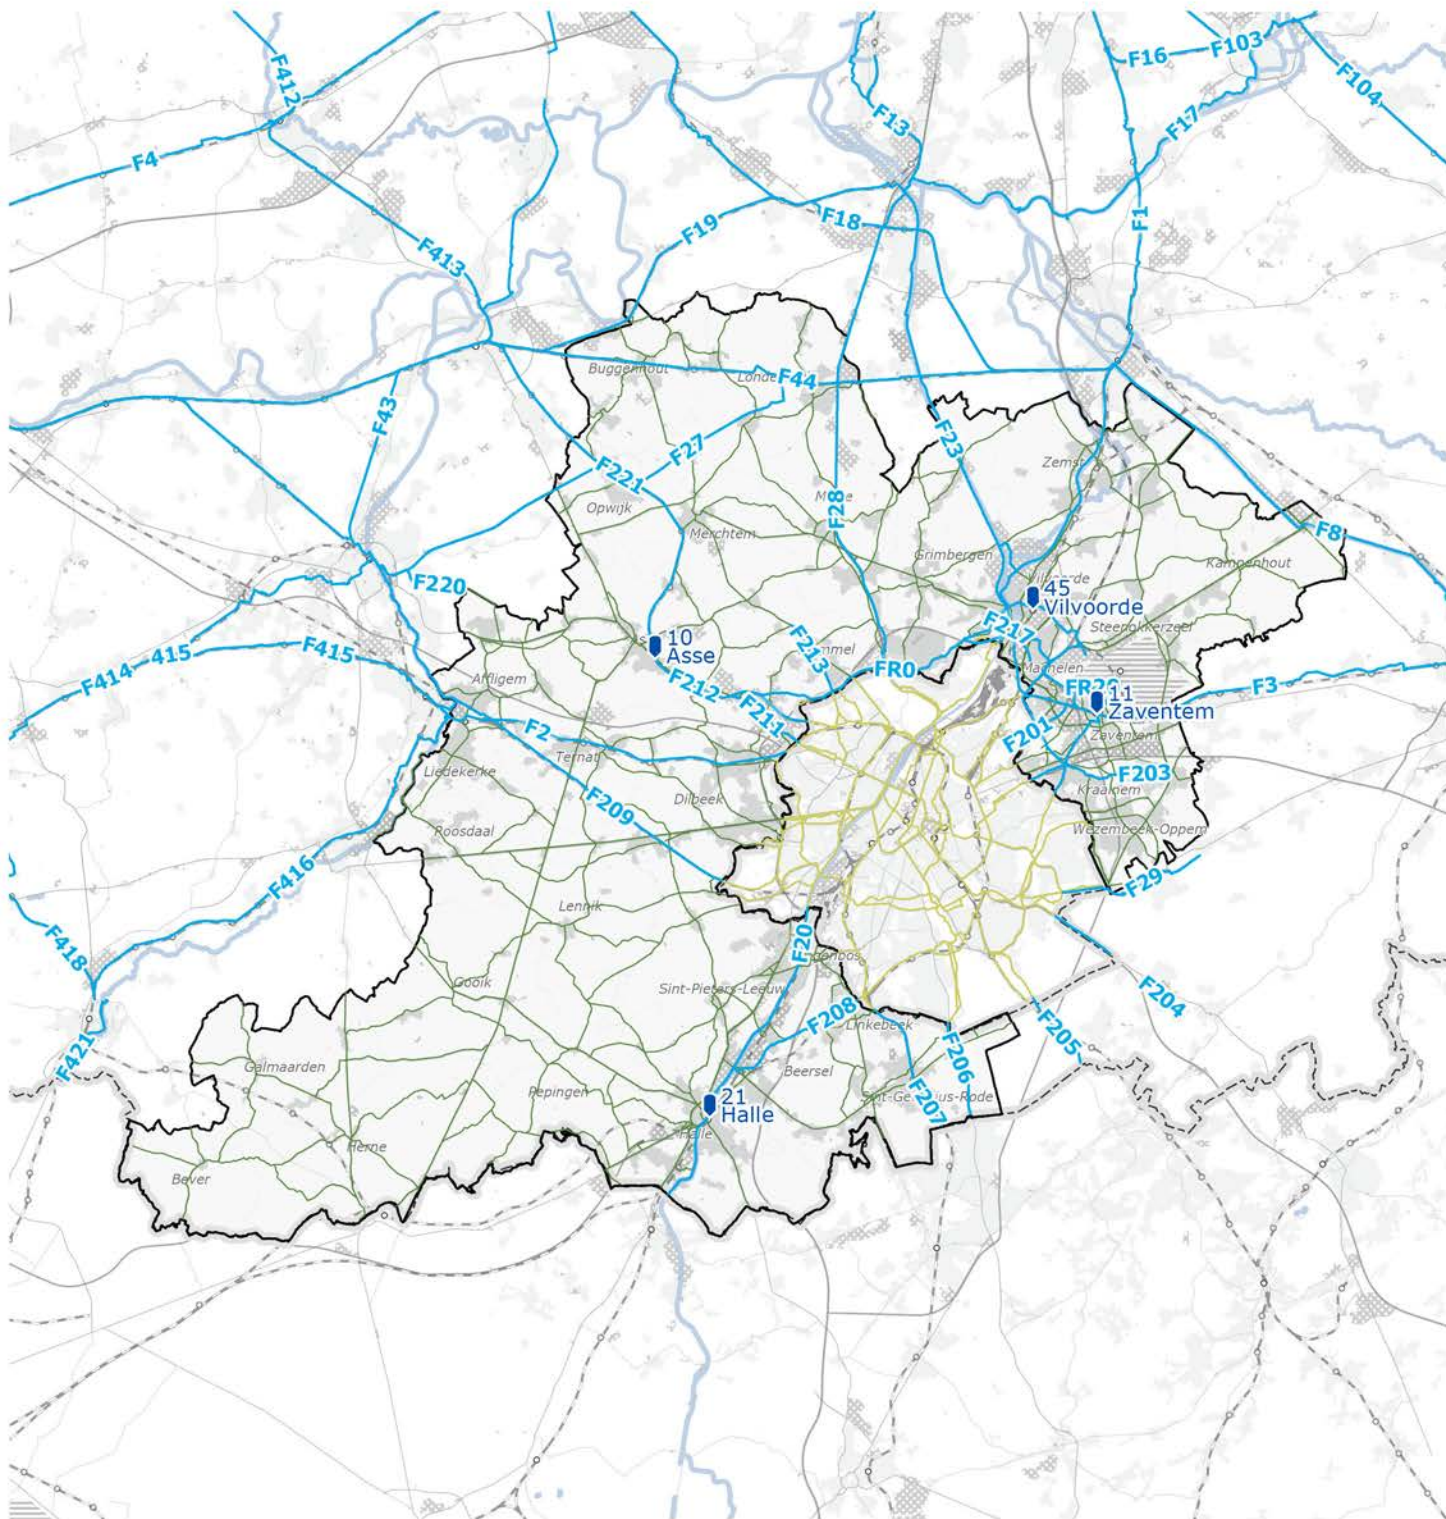 F412
F4
F13
F16
F103
F104
F17
F1
F19
F18
F413
F43
Buggenhout
Londe
F44
F27
F221
F28
F23
Zemst
Opwijk
Merchtem
Grimbergen
F8
Kampenhout
F220
Vilvoorde
45
Vilvoorde
Steenokkerzeel
F217
F415
415
F414
10
Asse
F213
mmel
FR0
Machelen
Affligem
F212
F211
F3
11
Zaventem
F201
Zaventem
F2
Ternat
Liedekerke
F203
Kraainem
F209
Dilbeek
Roosdaal
Wezembeek-Oppem
F416
F29
Lennik
F418
F20
Gooik
Sint-Pieters-Leeuw
F204
F208
Linkebeek
F205
F421
Galmaarden
F206
Beersel
Pepingen
F207
21
Halle
Halle
Herne
Bever